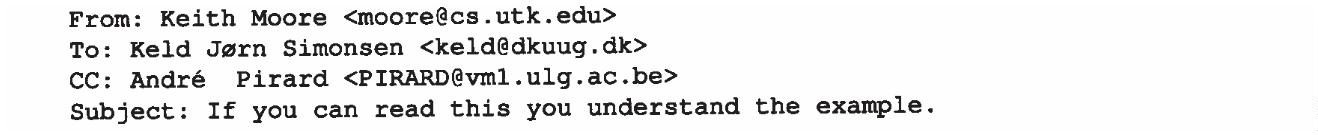 From: Keith Moore <moore@cs.utk.edu>
To: Keld Jørn Simonsen <keld@dkuug.dk>
CC: André  Pirard <PIRARD@vm1.ulg.ac.be>
Subject: If you can read this you understand the example.